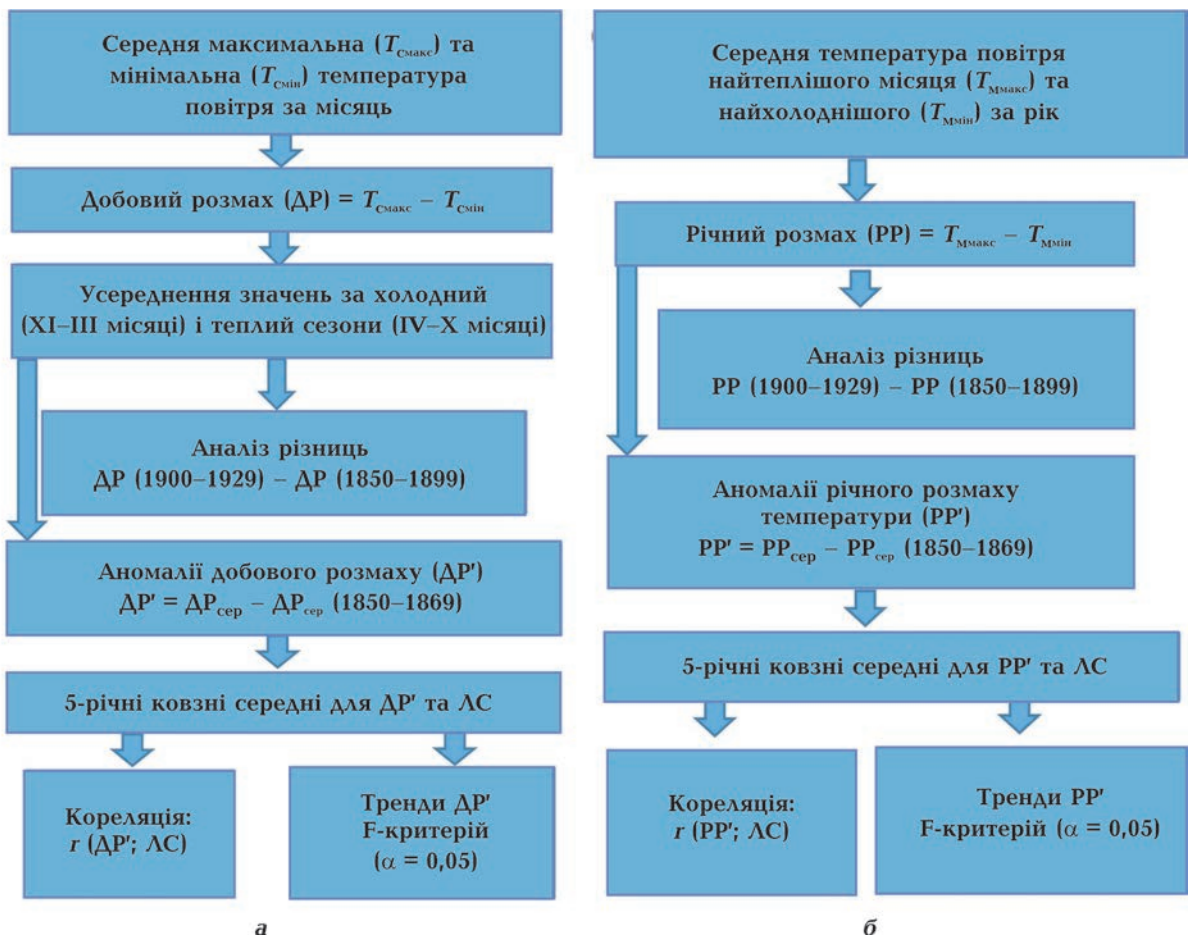 Середня максимальна (Tсмакс) та
мінімальна (Tсмін) температура
повітря за місяць
Добовий розмах (ДР) = Tсмакс – Tсмін
Усереднення значень за холодний
(XI–III місяці) і теплий сезони (IV–X місяці)
Аналіз різниць
ДР (1900–1929) – ДР (1850–1899)
Аномалії добового розмаху (ДР′)
ДР′ = ДРсер – ДРсер (1850–1869)
5-річні ковзні середні для ДР′ та ЛС
Кореляція:
r (ДР′; ЛС)
Тренди ДР′
F-критерій
(α = 0,05)
а
Середня температура повітря
найтеплішого місяця (Tммакс) та
найхолоднішого (Tммін) за рік
Річний розмах (РР) = Tммакс – Tммін
Аналіз різниць
РР (1900–1929) – РР (1850–1899)
Аномалії річного розмаху
температури (РР′)
РР′ = РРсер – РРсер (1850–1869)
5-річні ковзні середні для РР′ та ЛС
Кореляція:
r (РР′; ЛС)
Тренди РР′
F-критерій (α = 0,05)
б